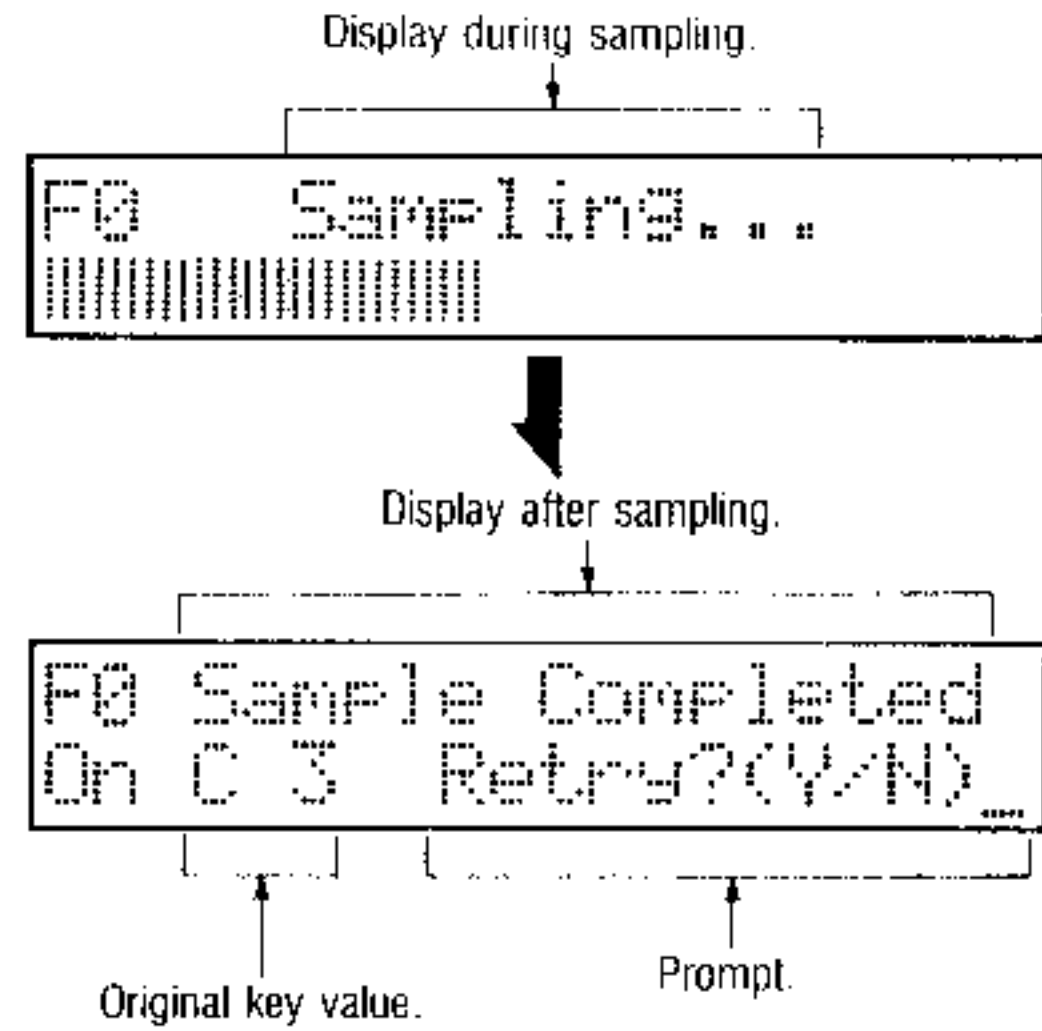 Display during sampling.
F0 Sampling...
Display after sampling.
F0 Sample Completed
On C 3 Retry?(Y/N)_
Original key value.
Prompt.